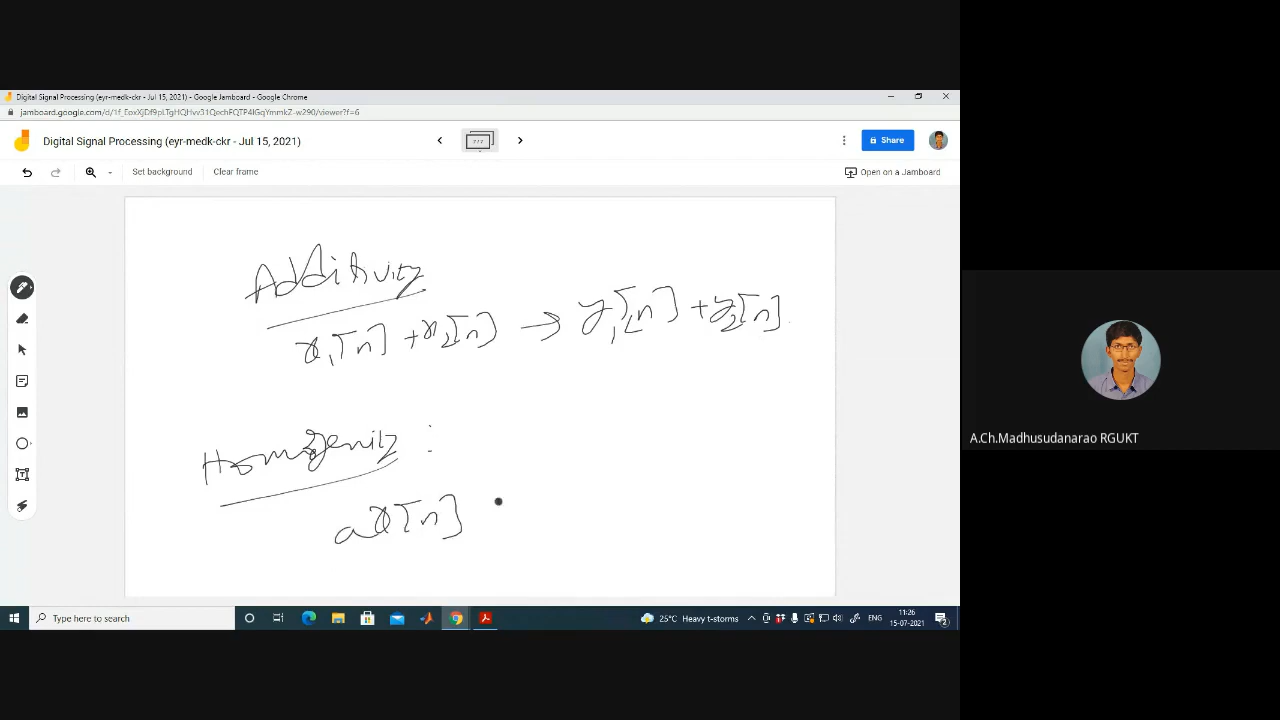 Digital Signal Processing (eyr-medk-ckr - Jul 15, 2021) - Google Jamboard - Google Chrome
Digital Signal Processing (eyr-medk-ckr - Jul 15, 2021)
Share
Set background Clear frame
Open on a Jamboard
Additivity
x₁[n] + x₂[n] → y₁[n] + y₂[n]
Homogenity :
a x[n]
A.Ch.Madhusudanarao RGUKT
Type here to search
25°C Heavy t-storms
ENG
11:26
15-07-2021
2